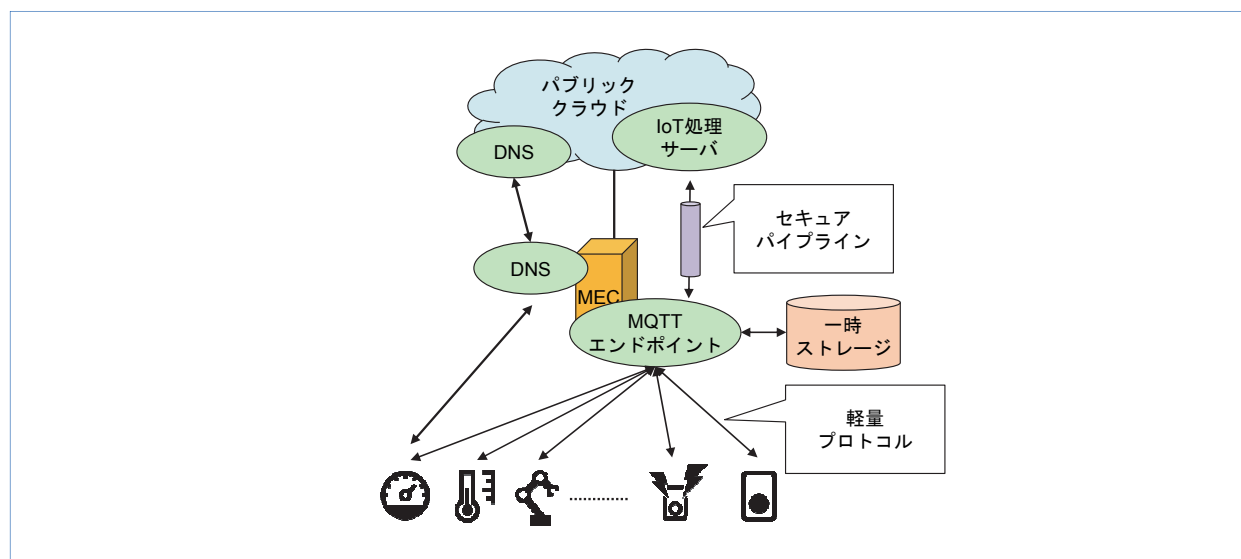 パブリック
クラウド
IoT処理
サーバ
DNS
セキュア
パイプライン
DNS
MEC
MQTT
エンドポイント
一時
ストレージ
軽量
プロトコル